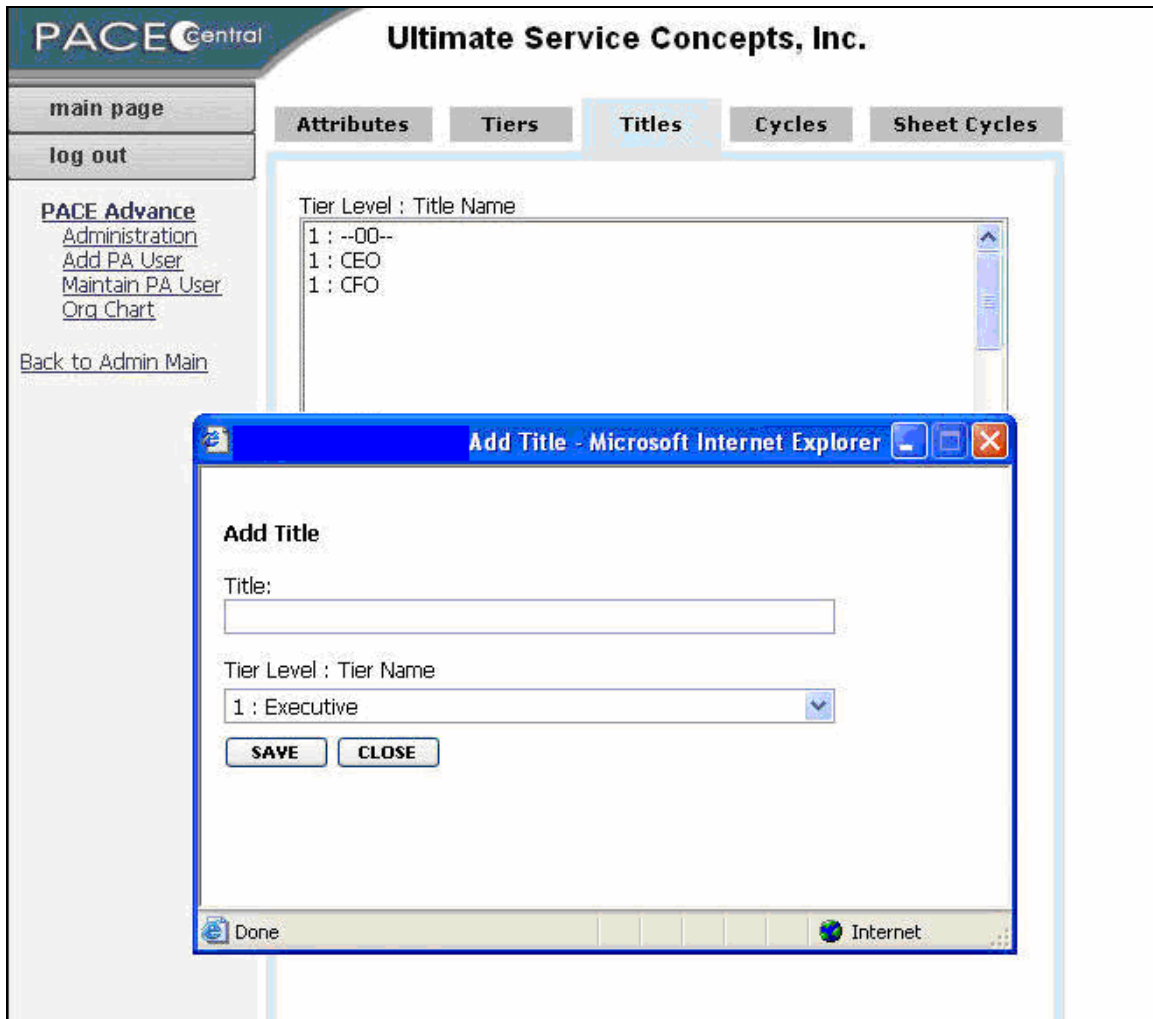 PACE Central
Ultimate Service Concepts, Inc.
main page
log out
Attributes
Tiers
Titles
Cycles
Sheet Cycles
PACE Advance
Administration
Add PA User
Maintain PA User
Org Chart
Back to Admin Main
Tier Level : Title Name
1 : --00--
1 : CEO
1 : CFO
Add Title - Microsoft Internet Explorer
Add Title
Title:
Tier Level : Tier Name
1 : Executive
SAVE
CLOSE
Done
Internet